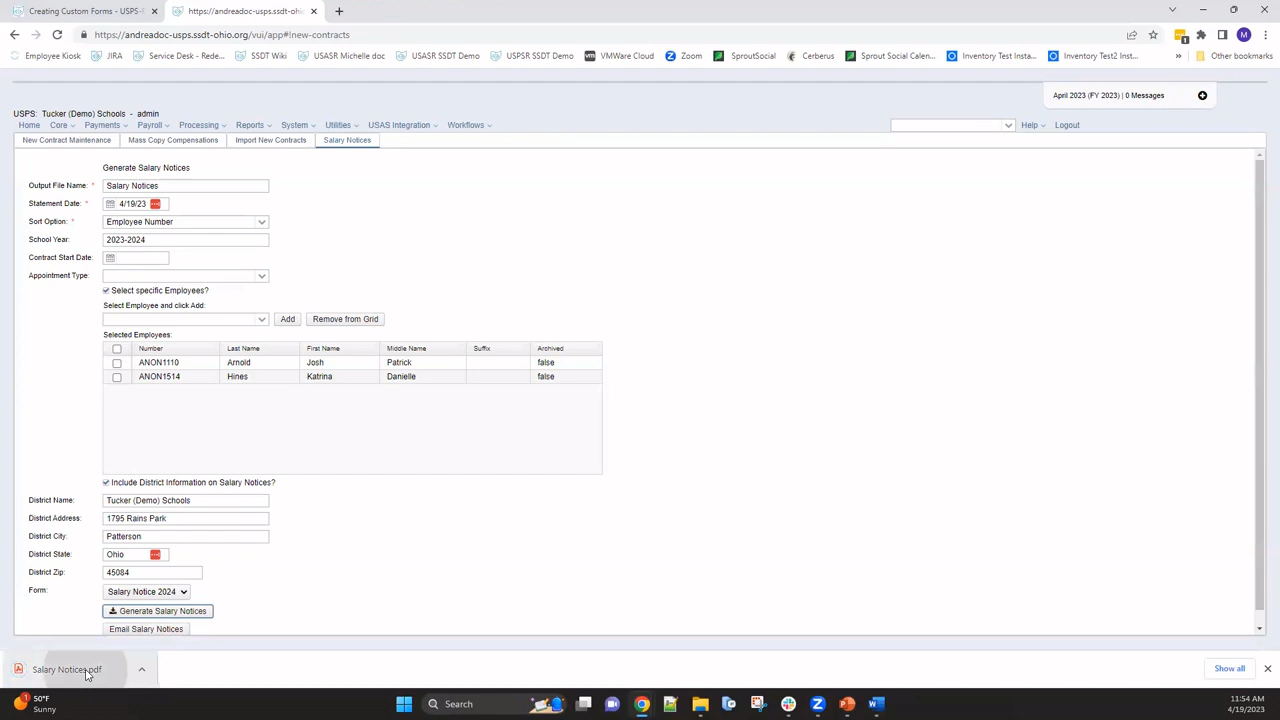 Creating Custom Forms - USPS-
https://andreadoc-usps.ssdt-ohio
https://andreadoc-usps.ssdt-ohio.org/vui/app#!new-contracts
M
Employee Kiosk JIRA Service Desk - Rede... SSDT Wiki USASR Michelle doc USASR SSDT Demo USPSR SSDT Demo VMWare Cloud Zoom SproutSocial Cerberus Sprout Social Calen... Inventory Test Insta... Inventory Test2 Inst... » Other bookmarks
April 2023 (FY 2023) | 0 Messages
USPS: Tucker (Demo) Schools - admin
Home Core Payments Payroll Processing Reports System Utilities USAS Integration Workflows Help Logout
New Contract Maintenance Mass Copy Compensations Import New Contracts Salary Notices
Generate Salary Notices
Output File Name: * Salary Notices
Statement Date: * 4/19/23
Sort Option: * Employee Number
School Year: 2023-2024
Contract Start Date:
Appointment Type:
Select specific Employees?
Select Employee and click Add:
Add Remove from Grid
Selected Employees:
Number Last Name First Name Middle Name Suffix Archived
ANON1110 Arnold Josh Patrick false
ANON1514 Hines Katrina Danielle false
Include District Information on Salary Notices?
District Name: Tucker (Demo) Schools
District Address: 1795 Rains Park
District City: Patterson
District State: Ohio
District Zip: 45084
Form: Salary Notice 2024
Generate Salary Notices
Email Salary Notices
Salary Notices.pdf Show all
50°F
Sunny
Search
11:54 AM
4/19/2023